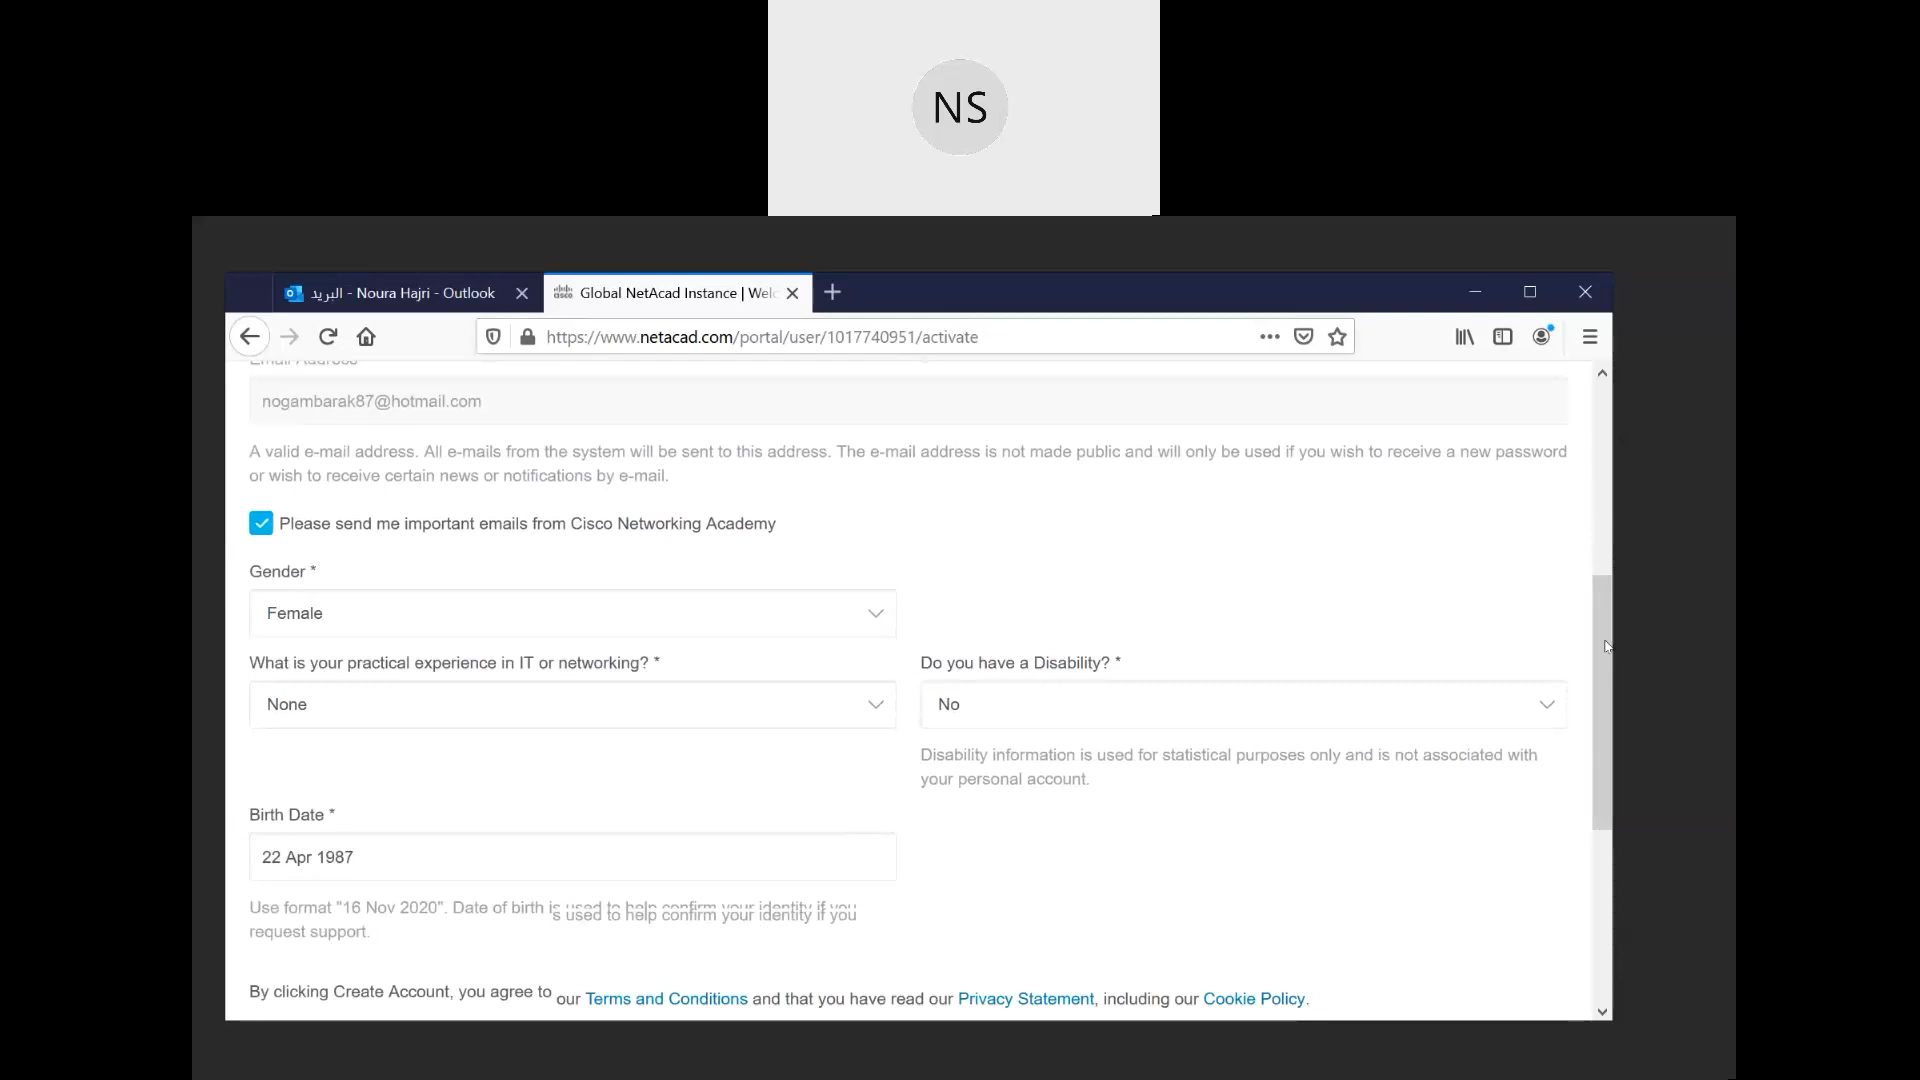 NS
البريد - Noura Hajri - Outlook
Global NetAcad Instance | Welc
https://www.netacad.com/portal/user/1017740951/activate
Email Address
nogambarak87@hotmail.com
A valid e-mail address. All e-mails from the system will be sent to this address. The e-mail address is not made public and will only be used if you wish to receive a new password
or wish to receive certain news or notifications by e-mail.
Please send me important emails from Cisco Networking Academy
Gender *
Female
What is your practical experience in IT or networking? *
Do you have a Disability? *
None
No
Disability information is used for statistical purposes only and is not associated with
your personal account.
Birth Date *
22 Apr 1987
Use format "16 Nov 2020". Date of birth is used to help confirm your identity if you
request support.
By clicking Create Account, you agree to our Terms and Conditions and that you have read our Privacy Statement, including our Cookie Policy.